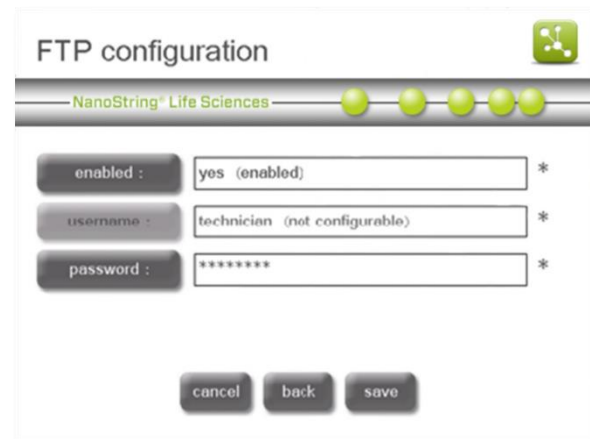 FTP configuration
NanoString® Life Sciences
enabled : yes (enabled) *
username : technician (not configurable) *
password : ******** *
cancel back save